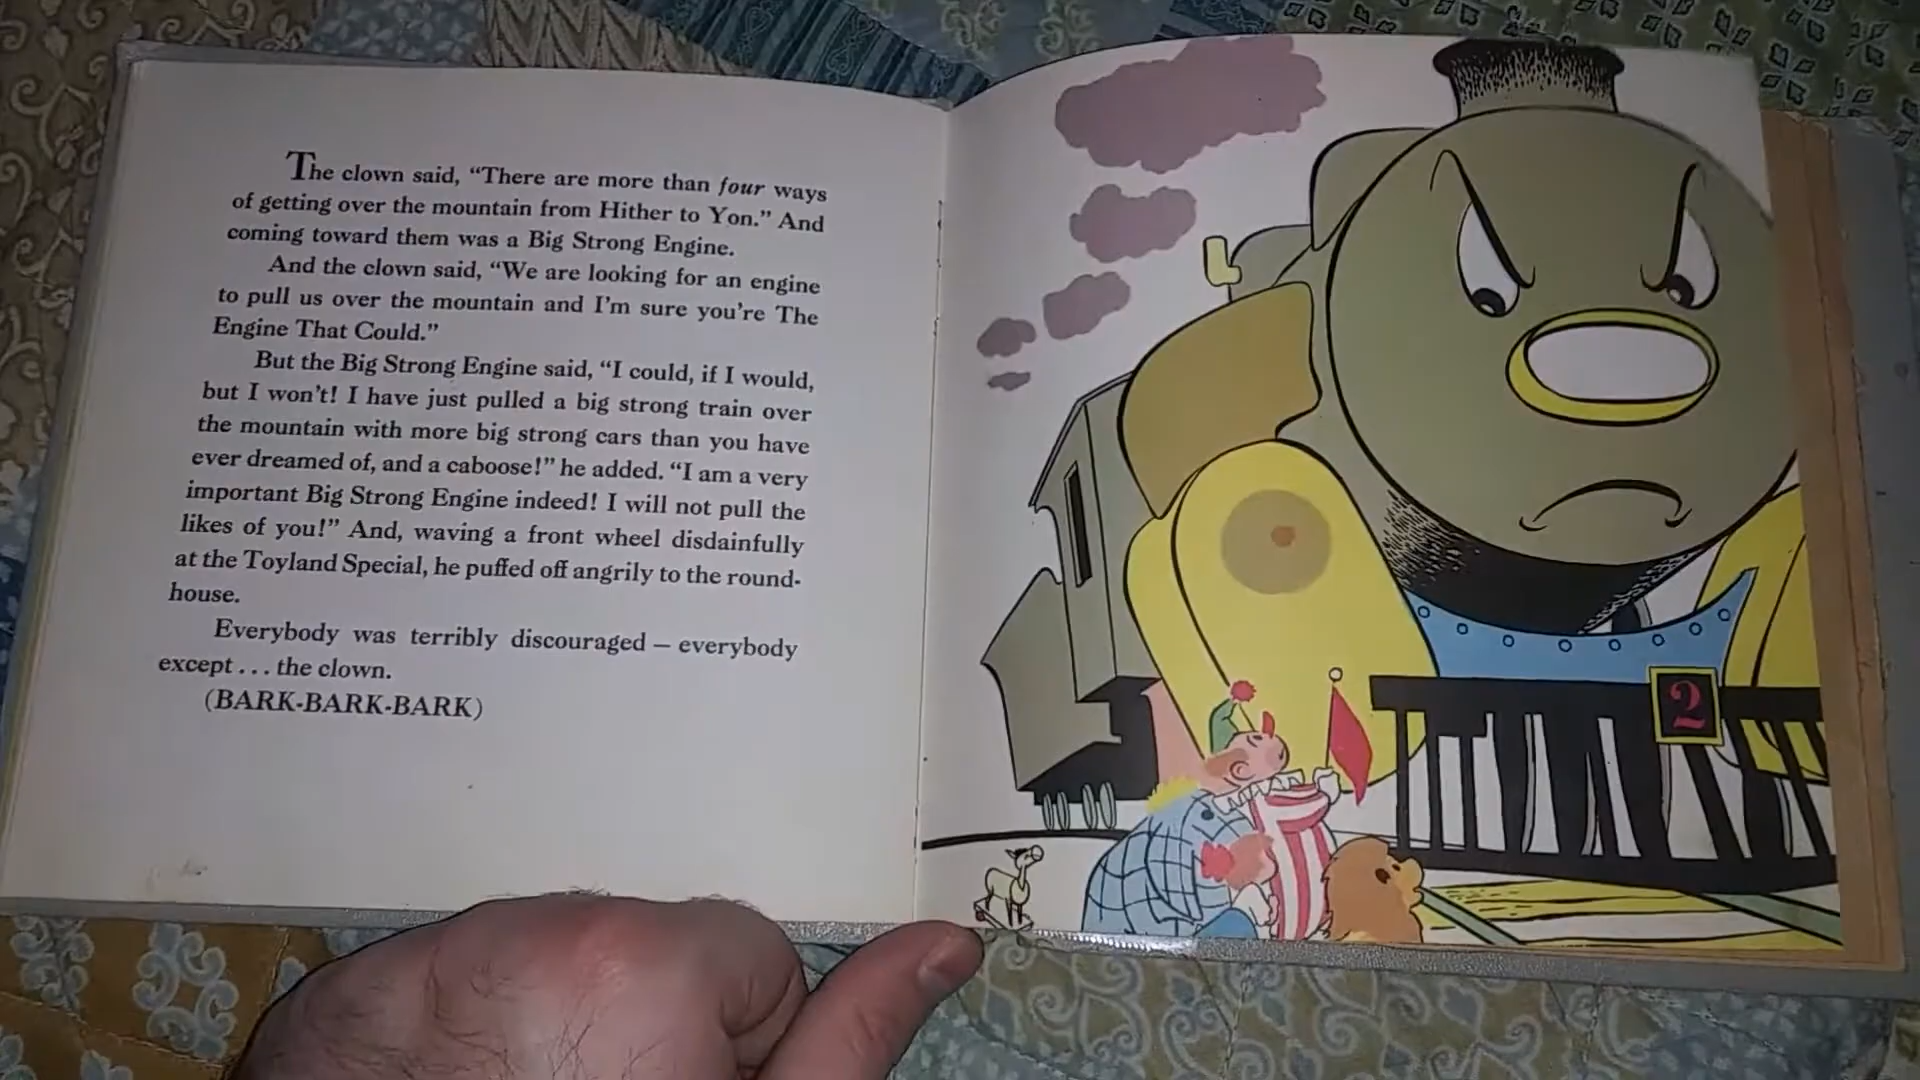 The clown said, “There are more than four ways
of getting over the mountain from Hither to Yon.” And
coming toward them was a Big Strong Engine.
And the clown said, “We are looking for an engine
to pull us over the mountain and I’m sure you’re The
Engine That Could.”
But the Big Strong Engine said, “I could, if I would,
but I won’t! I have just pulled a big strong train over
the mountain with more big strong cars than you have
ever dreamed of, and a caboose!” he added. “I am a very
important Big Strong Engine indeed! I will not pull the
likes of you!” And, waving a front wheel disdainfully
at the Toyland Special, he puffed off angrily to the round-
house.
Everybody was terribly discouraged — everybody
except . . . the clown.
(BARK-BARK-BARK)
2